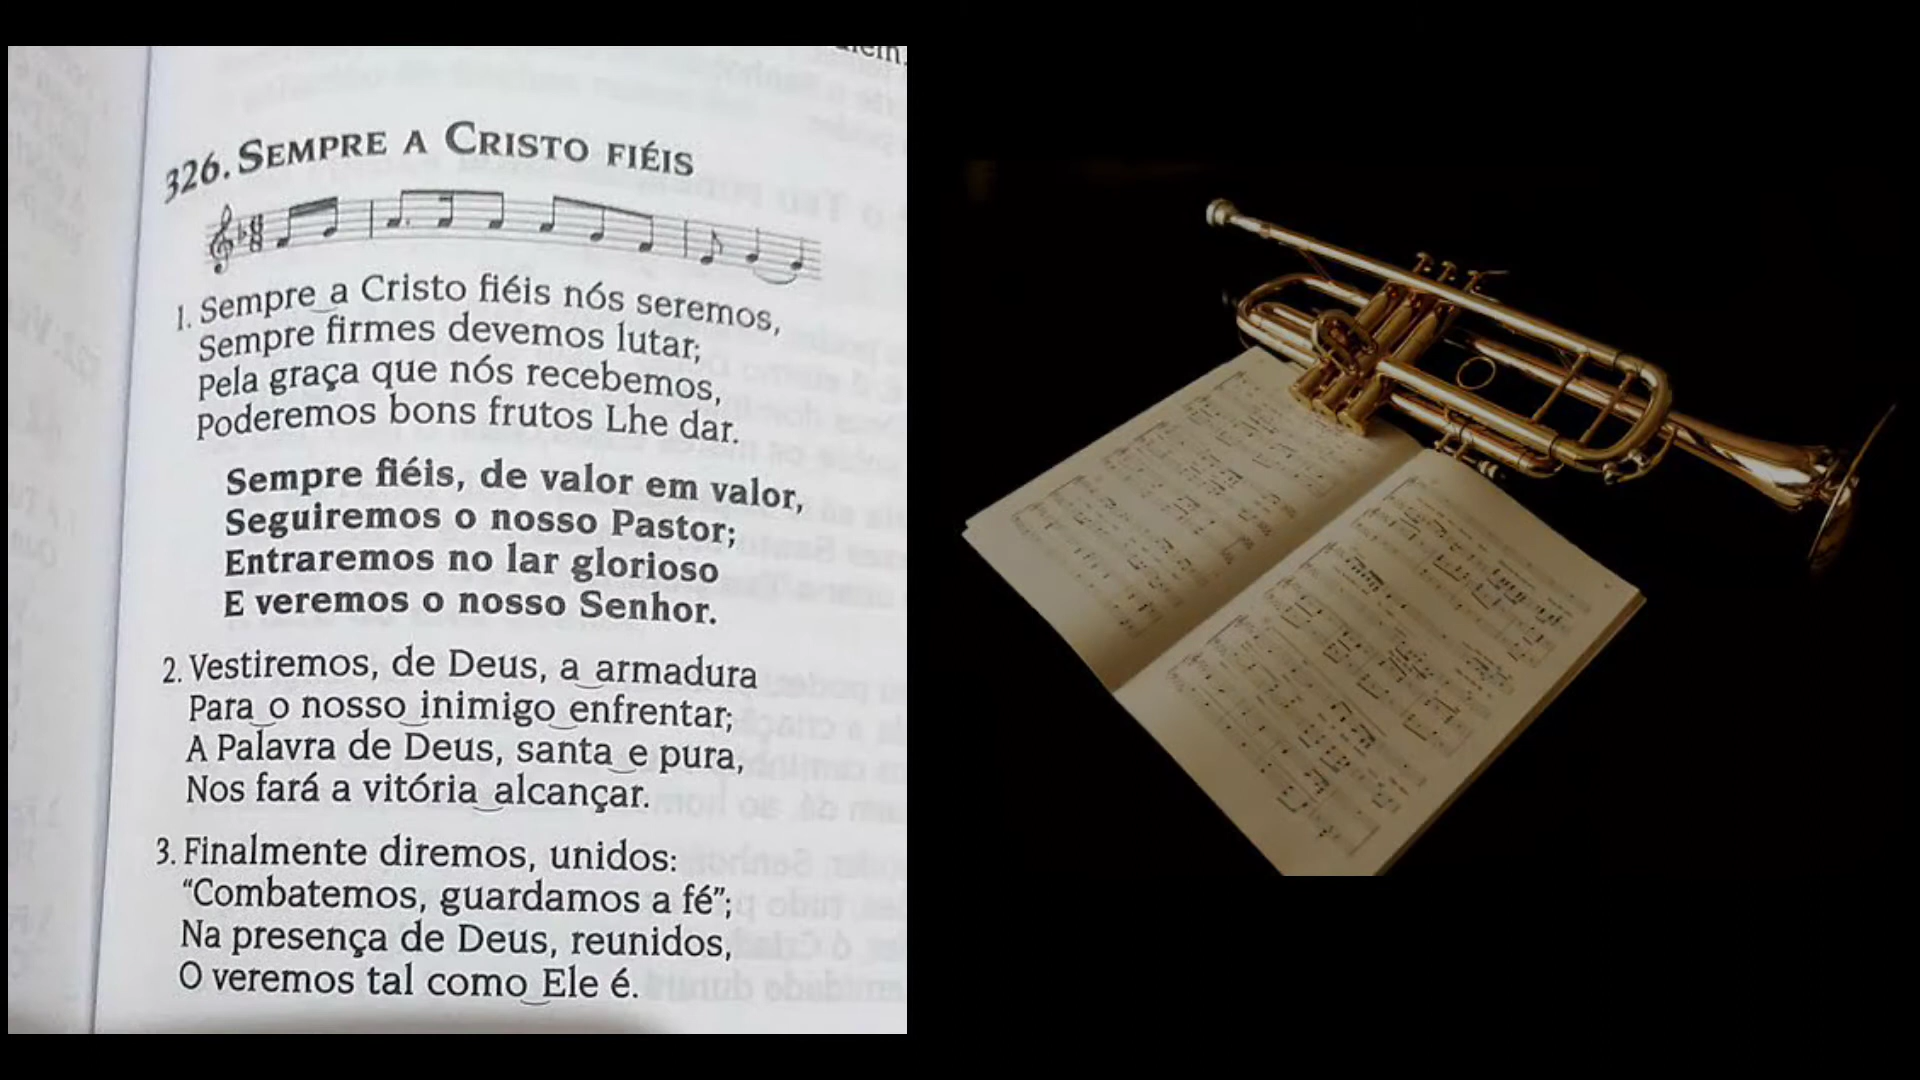 326. SEMPRE A CRISTO FIÉIS
1. Sempre a Cristo fiéis nós seremos,
Sempre firmes devemos lutar;
Pela graça que nós recebemos,
Poderemos bons frutos Lhe dar.
Sempre fiéis, de valor em valor,
Seguiremos o nosso Pastor;
Entraremos no lar glorioso
E veremos o nosso Senhor.
2. Vestiremos, de Deus, a armadura
Para o nosso inimigo enfrentar;
A Palavra de Deus, santa e pura,
Nos fará a vitória alcançar.
3. Finalmente diremos, unidos:
“Combatemos, guardamos a fé”;
Na presença de Deus, reunidos,
O veremos tal como Ele é.